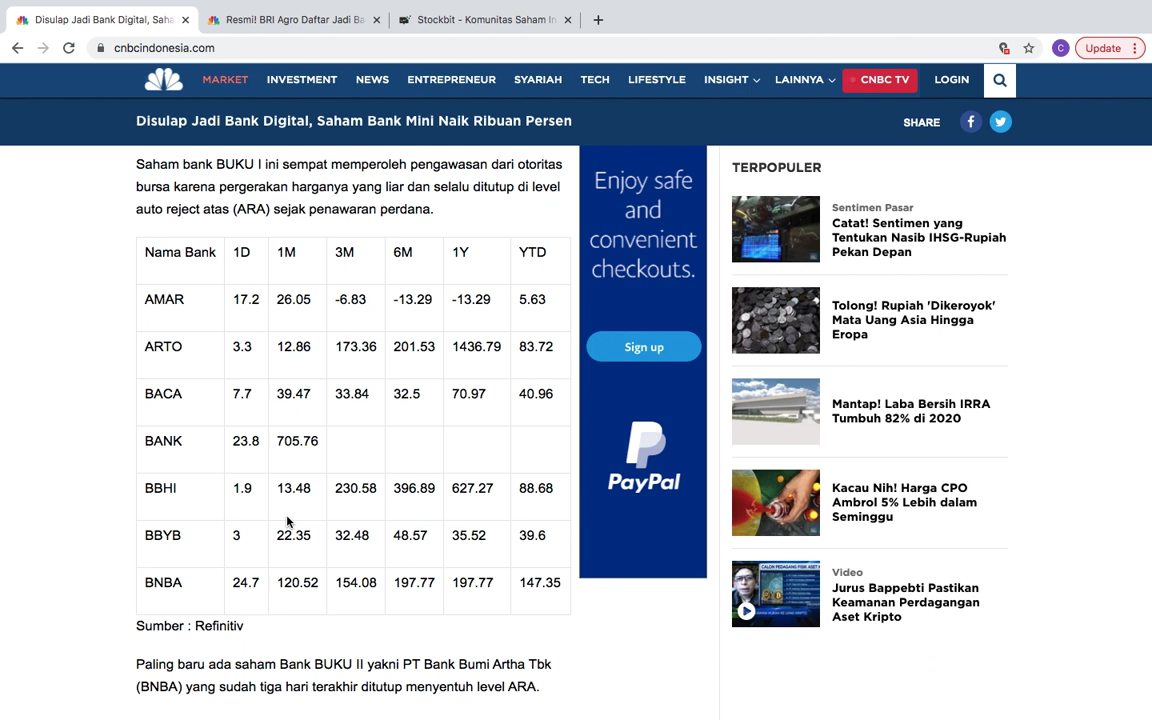 Disulap Jadi Bank Digital, Saha
Resmi! BRI Agro Daftar Jadi Ba
Stockbit - Komunitas Saham In
cnbcindonesia.com
C
Update
MARKET INVESTMENT NEWS ENTREPRENEUR SYARIAH TECH LIFESTYLE INSIGHT LAINNYA CNBC TV LOGIN
Disulap Jadi Bank Digital, Saham Bank Mini Naik Ribuan Persen
SHARE
Saham bank BUKU I ini sempat memperoleh pengawasan dari otoritas
bursa karena pergerakan harganya yang liar dan selalu ditutup di level
auto reject atas (ARA) sejak penawaran perdana.
Nama Bank 1D 1M 3M 6M 1Y YTD
AMAR 17.2 26.05 -6.83 -13.29 -13.29 5.63
ARTO 3.3 12.86 173.36 201.53 1436.79 83.72
BACA 7.7 39.47 33.84 32.5 70.97 40.96
BANK 23.8 705.76
BBHI 1.9 13.48 230.58 396.89 627.27 88.68
BBYB 3 22.35 32.48 48.57 35.52 39.6
BNBA 24.7 120.52 154.08 197.77 197.77 147.35
Sumber : Refinitiv
Paling baru ada saham Bank BUKU II yakni PT Bank Bumi Artha Tbk
(BNBA) yang sudah tiga hari terakhir ditutup menyentuh level ARA.
Enjoy safe
and
convenient
checkouts.
Sign up
PayPal
TERPOPULER
Sentimen Pasar
Catat! Sentimen yang
Tentukan Nasib IHSG-Rupiah
Pekan Depan
Tolong! Rupiah 'Dikeroyok'
Mata Uang Asia Hingga
Eropa
Mantap! Laba Bersih IRRA
Tumbuh 82% di 2020
Kacau Nih! Harga CPO
Ambrol 5% Lebih dalam
Seminggu
Video
Jurus Bappebti Pastikan
Keamanan Perdagangan
Aset Kripto